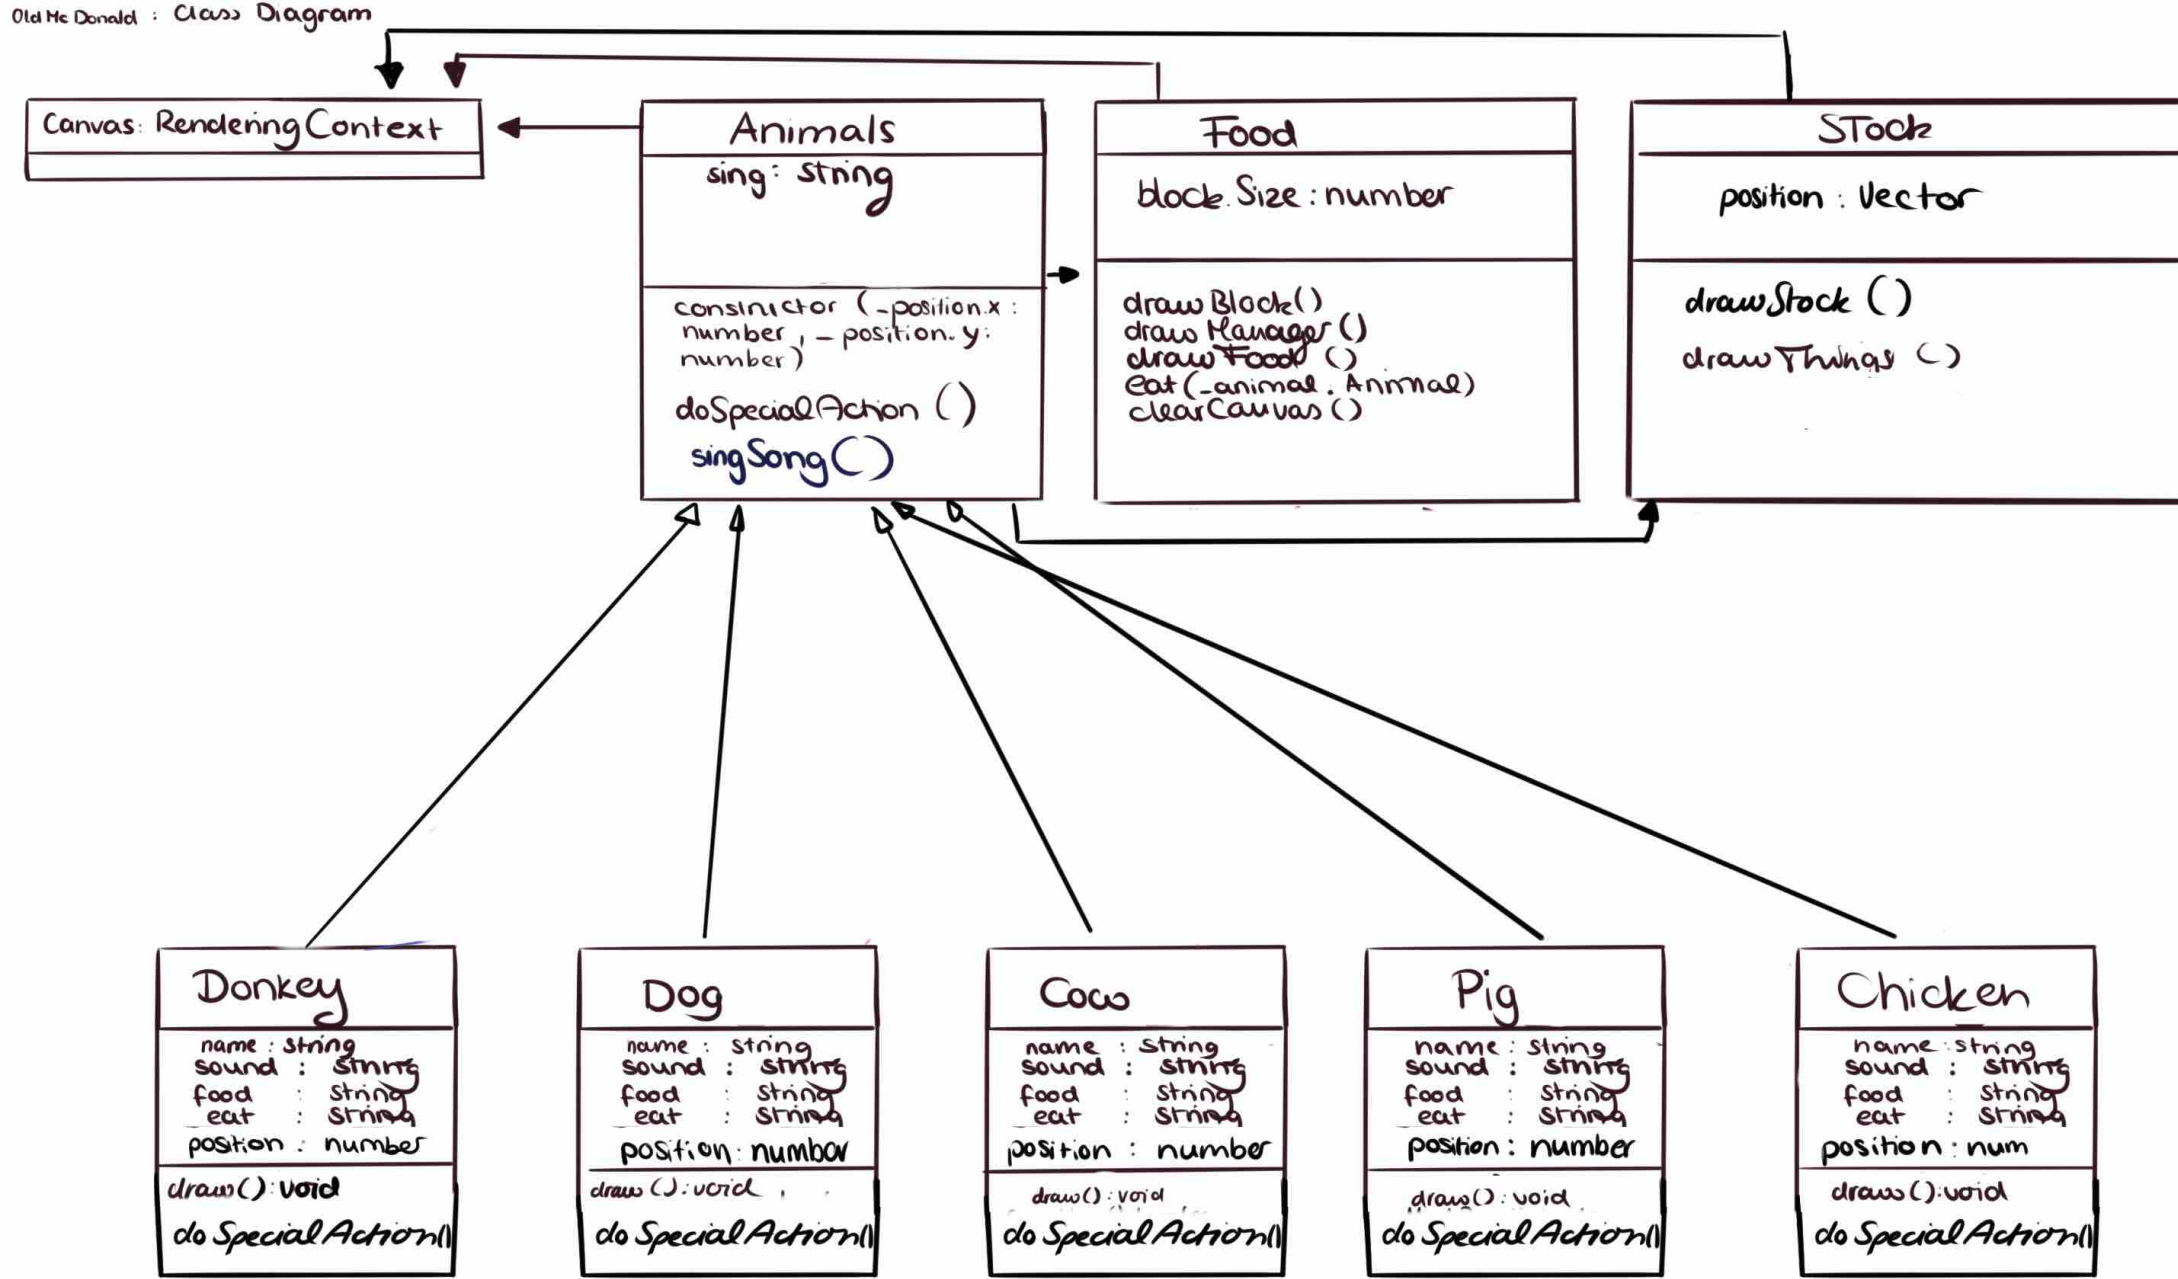 Old Mc Donald : Class Diagram
Canvas: RenderingContext
Animals
sing: string
constructor (_position.x :
number, _position.y:
number)
doSpecialAction ()
singSong()
Food
block.Size: number
drawBlock()
draw Manager()
draw Food ()
eat(_animal. Animal)
clearCanvas()
Stock
position : Vector
drawStock ()
drawThings ()
Donkey
name : string
sound : string
food : string
eat : string
position : number
draw(): void
do SpecialAction()
Dog
name : string
sound : string
food : string
eat : string
position: number
draw(): void
do SpecialAction()
Cow
name : string
sound : string
food : string
eat : string
position : number
draw(): void
do SpecialAction()
Pig
name : string
sound : string
food : string
eat : string
position : number
draw(): void
do SpecialAction()
Chicken
name : string
sound : string
food : string
eat : string
position : num
draw(): void
do SpecialAction()